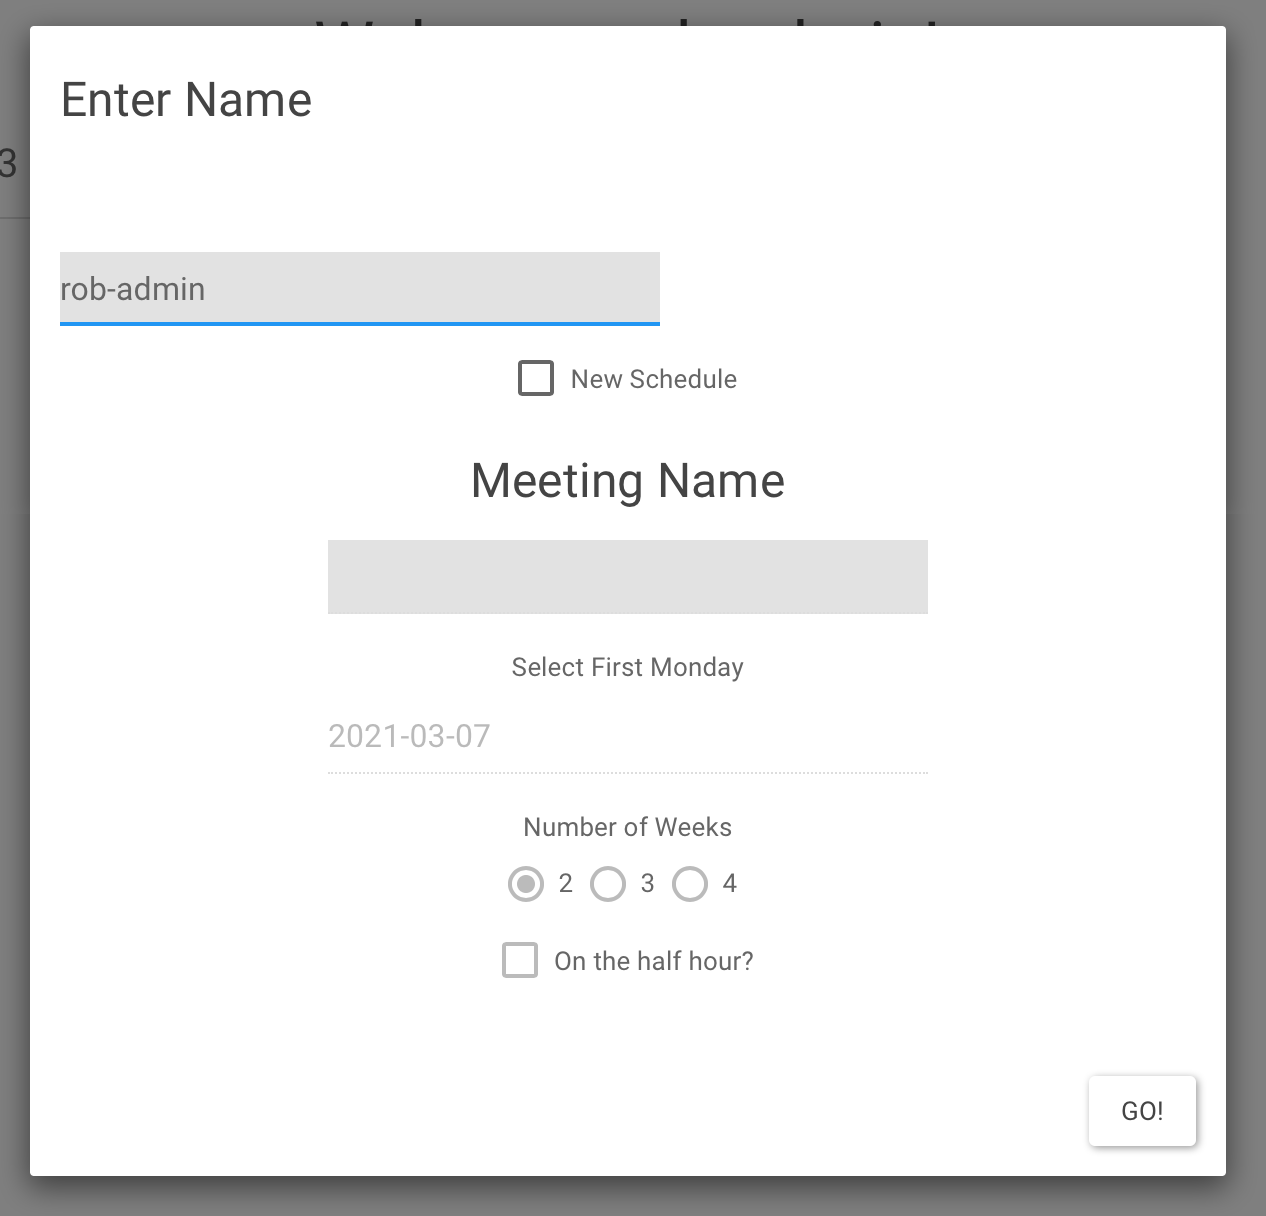 3
Enter Name
rob-admin
New Schedule
Meeting Name
Select First Monday
2021-03-07
Number of Weeks
2 3 4
On the half hour?
GO!